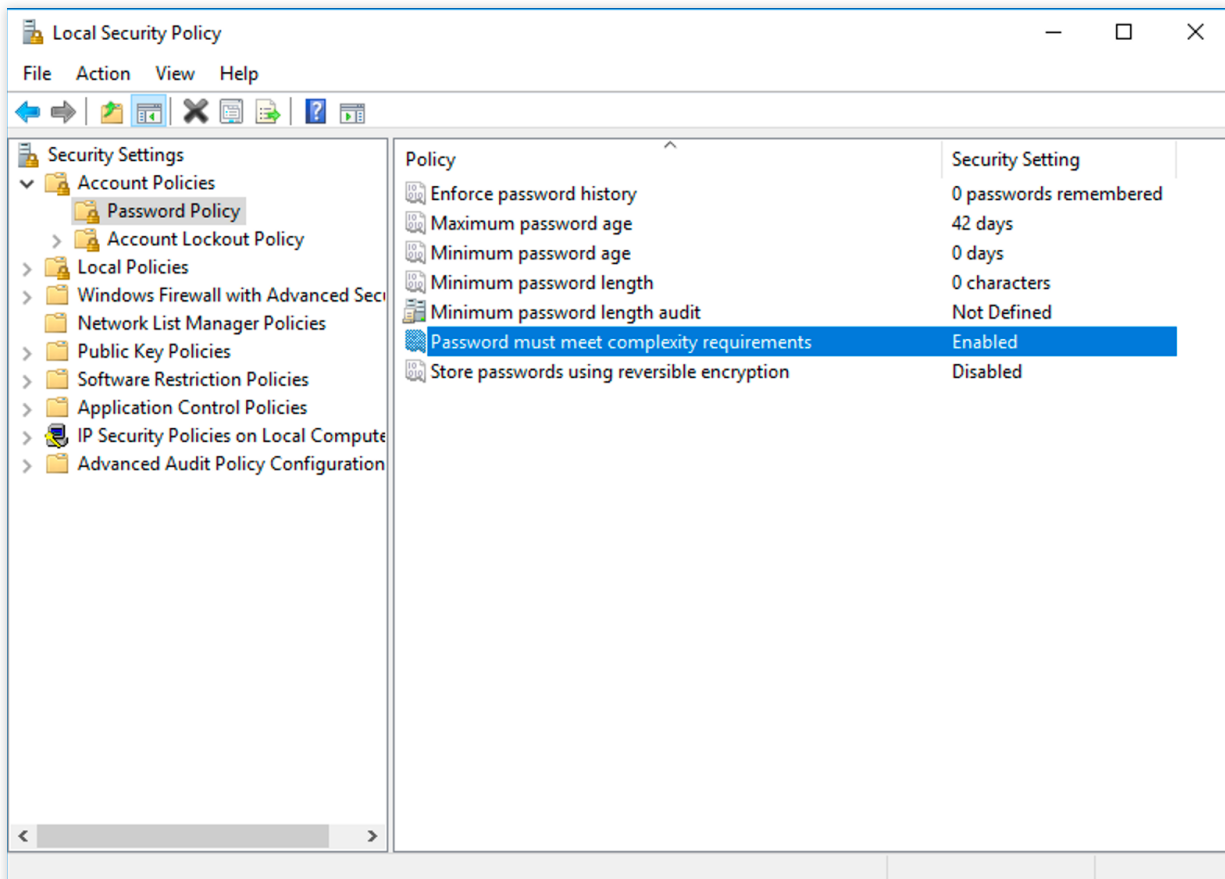 Local Security Policy
File Action View Help
Security Settings
Account Policies
Password Policy
Account Lockout Policy
Local Policies
Windows Firewall with Advanced Secu
Network List Manager Policies
Public Key Policies
Software Restriction Policies
Application Control Policies
IP Security Policies on Local Compute
Advanced Audit Policy Configuration
Policy Security Setting
Enforce password history 0 passwords remembered
Maximum password age 42 days
Minimum password age 0 days
Minimum password length 0 characters
Minimum password length audit Not Defined
Password must meet complexity requirements Enabled
Store passwords using reversible encryption Disabled